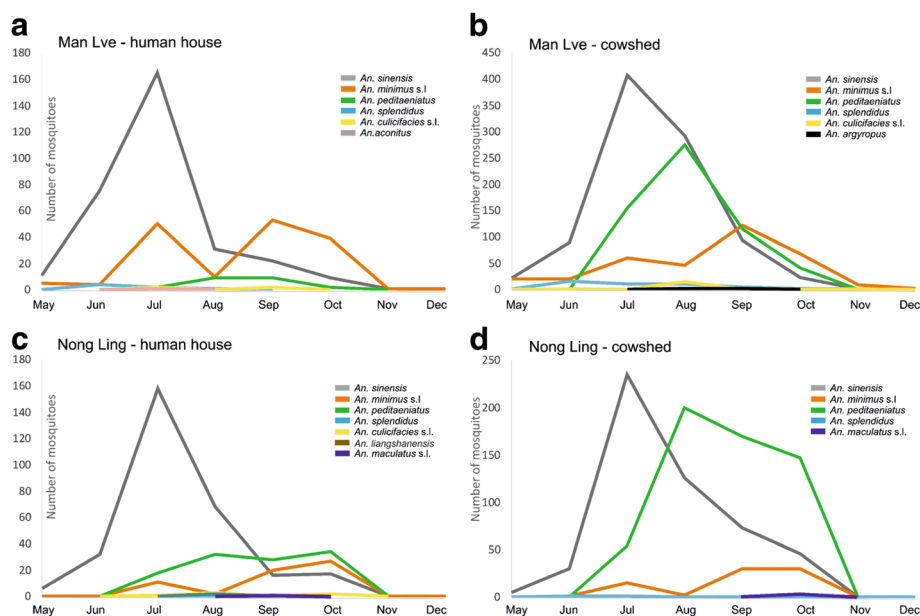 a
Man Lve - human house
180
160
140
120
100
80
60
40
20
0
Number of mosquitoes
An. sinensis
An. minimus s.l
An. peditaeniatus
An. splendidus
An. culicifacies s.l.
An.aconitus
May Jun Jul Aug Sep Oct Nov Dec
b
Man Lve - cowshed
450
400
350
300
250
200
150
100
50
0
Number of mosquitoes
An. sinensis
An. minimus s.l
An. peditaeniatus
An. splendidus
An. culicifacies s.l.
An. argyropus
May Jun Jul Aug Sep Oct Nov Dec
c
Nong Ling - human house
180
160
140
120
100
80
60
40
20
0
Number of mosquitoes
An. sinensis
An. minimus s.l
An. peditaeniatus
An. splendidus
An. culicifacies s.l.
An. liangshanensis
An. maculatus s.l.
May Jun Jul Aug Sep Oct Nov Dec
d
Nong Ling - cowshed
250
200
150
100
50
0
Number of mosquitoes
An. sinensis
An. minimus s.l
An. peditaeniatus
An. splendidus
An. maculatus s.l.
May Jun Jul Aug Sep Oct Nov Dec